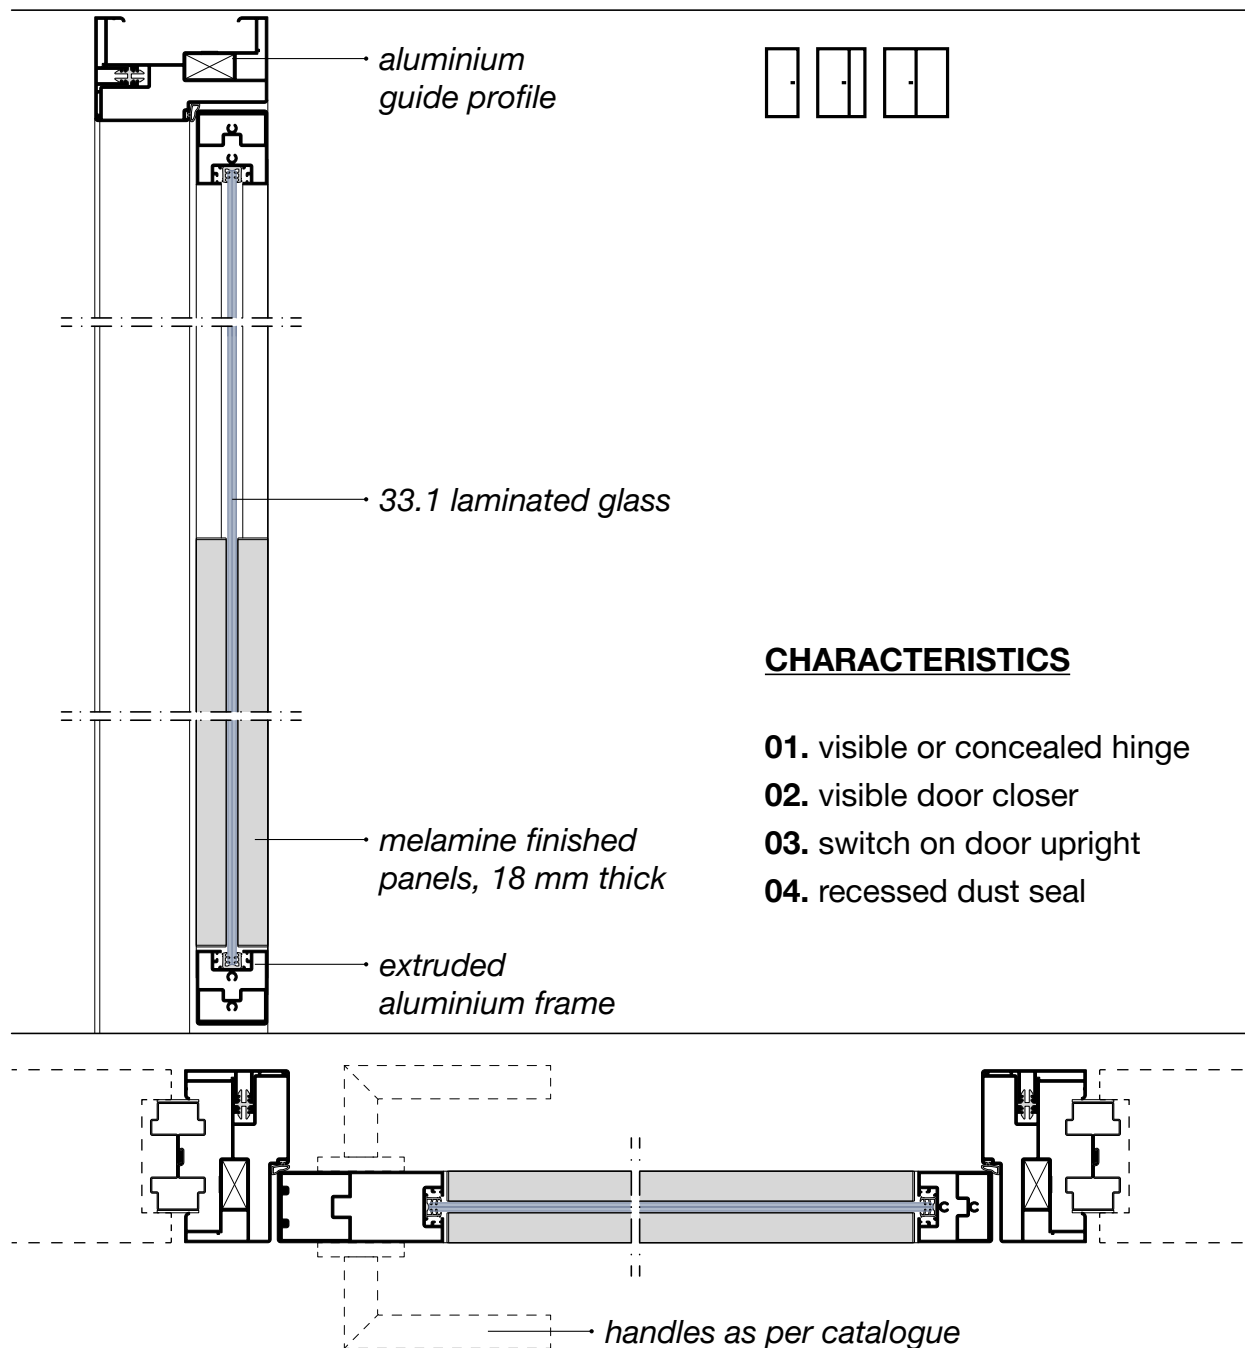 aluminium
guide profile
33.1 laminated glass
CHARACTERISTICS
01. visible or concealed hinge
02. visible door closer
03. switch on door upright
04. recessed dust seal
melamine finished
panels, 18 mm thick
extruded
aluminium frame
handles as per catalogue